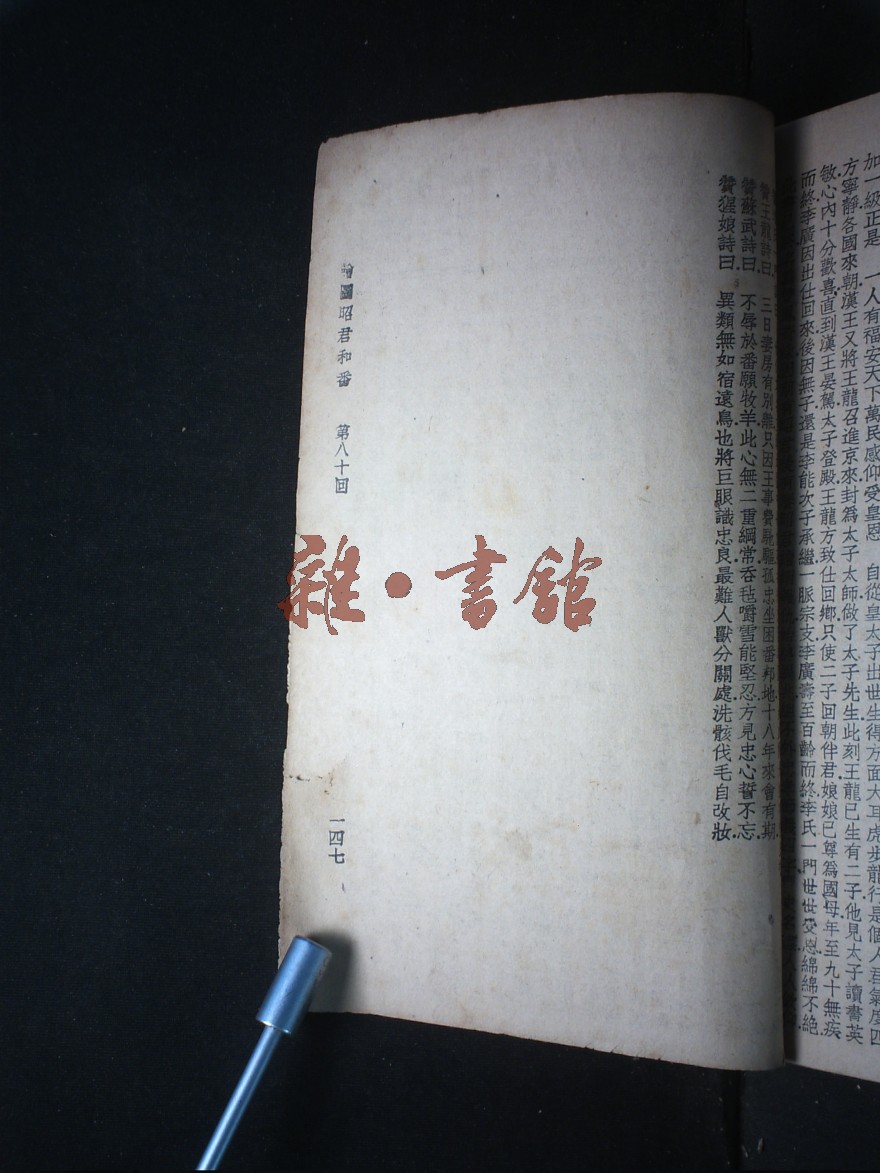 加一級正是　一人有福安天下萬民感仰受皇恩　自從皇太子出世生得方面大耳虎步龍行是個人君氣度四
方寧靜各國來朝漢王又將王龍召進京來封爲太子太師做了太子先生此刻王龍已生有二子他見太子讀書英
敏心內十分歡喜直到漢王晏駕太子登殿王龍方致仕回鄉只使二子回朝伴君娘娘已尊爲國母年至九十無疾
而終李廣因出仕回來後因無子還是李能次子承繼一脈宗支李廣壽至百齡而終李氏一門世世受恩綿綿不絕
贊王龍詩曰　三日房有別離只因王事費馳驅孤忠坐困番邦地十八年來會有期
贊蘇武詩曰　不辱於番願牧羊此心無二重綱常吞毡嚼雪能堅忍方見忠心誓不忘
贊猩娘詩曰　異類無如宿遠鳥也將巨眼識忠良最難人獸分關處洗骸伐毛自改妝
繪圖昭君和番　第八十回　一四七
雜·書館